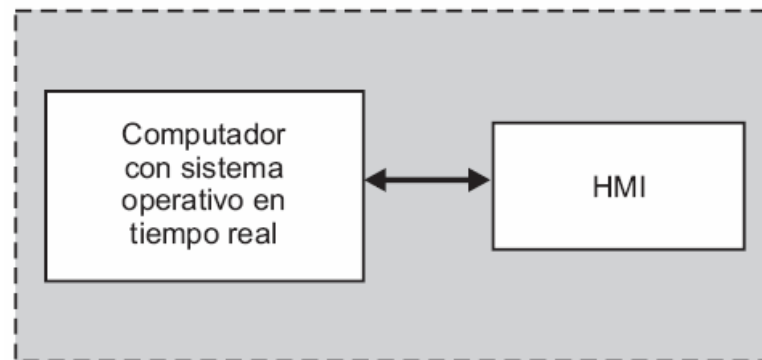 Computador
con sistema
operativo en
tiempo real
HMI